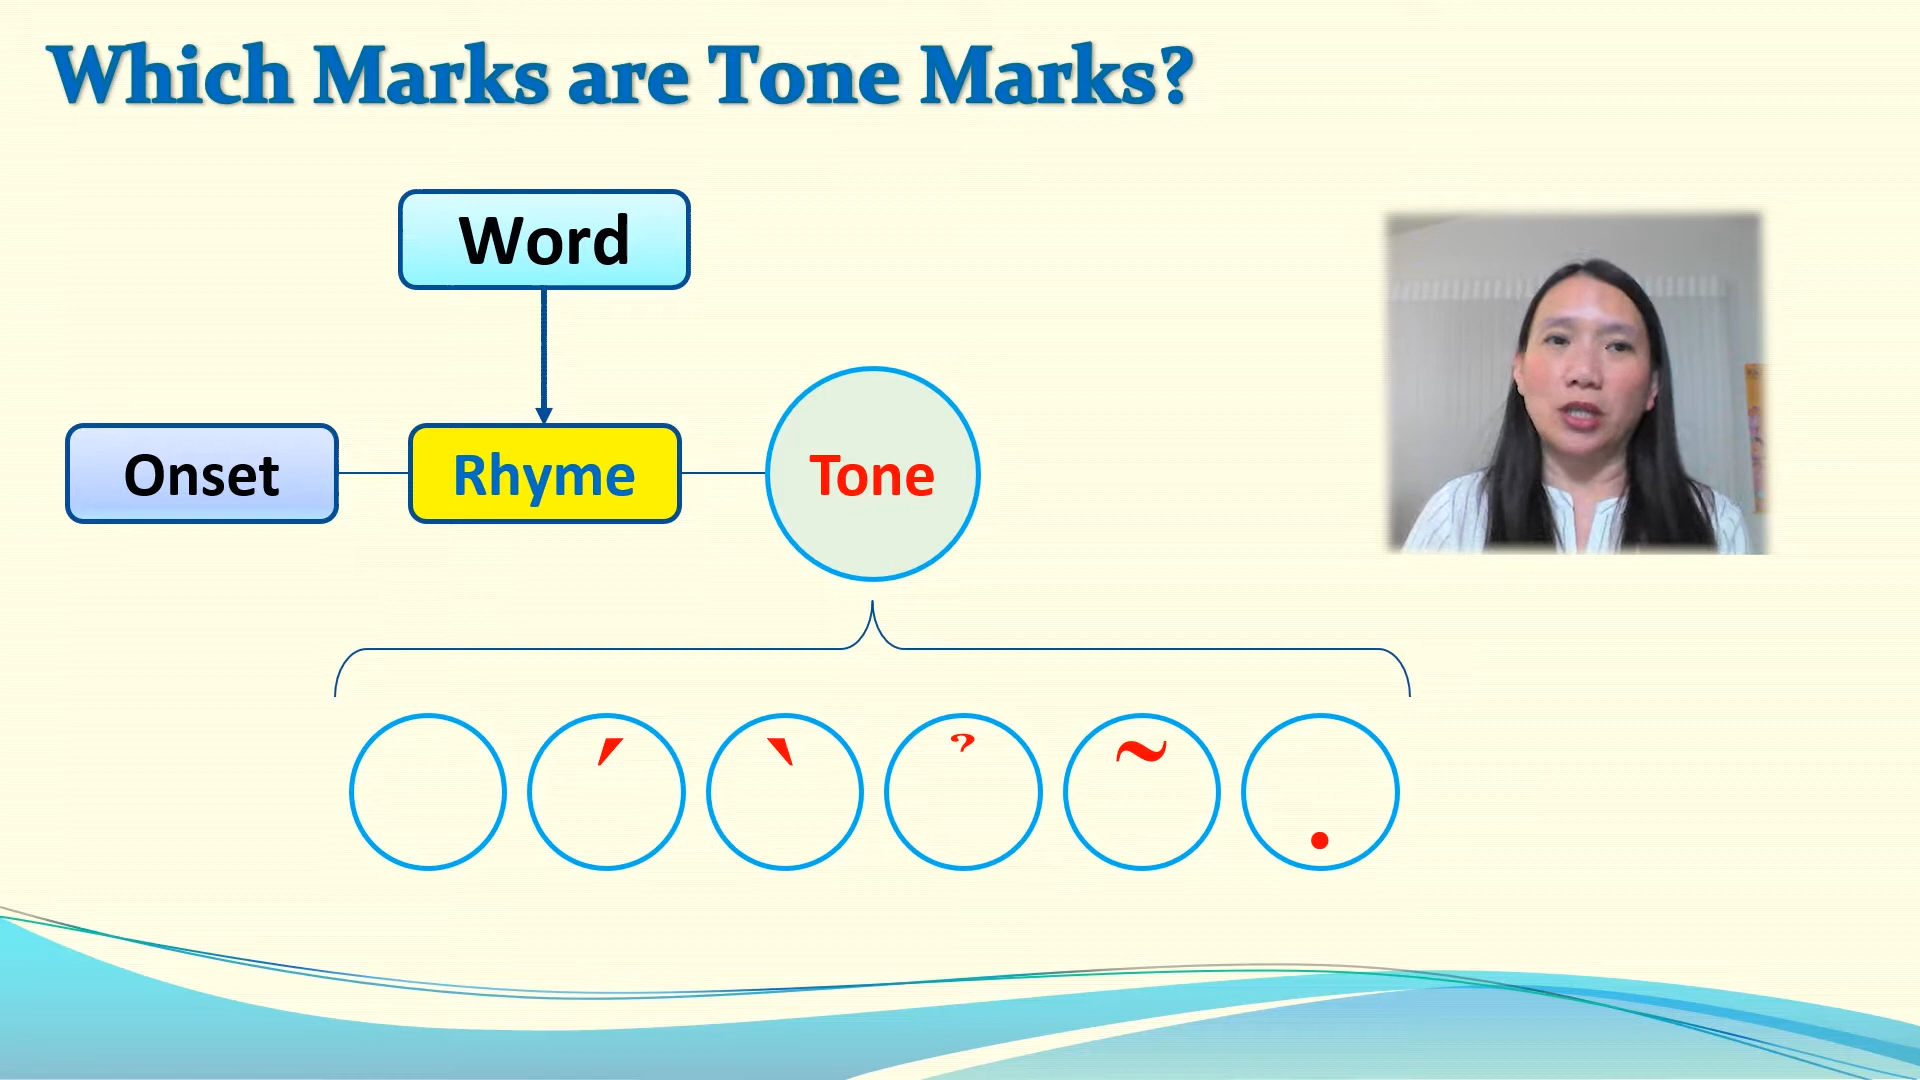 Which Marks are Tone Marks?
Word
Onset
Rhyme
Tone
ˊ ˋ ̉ ~ .